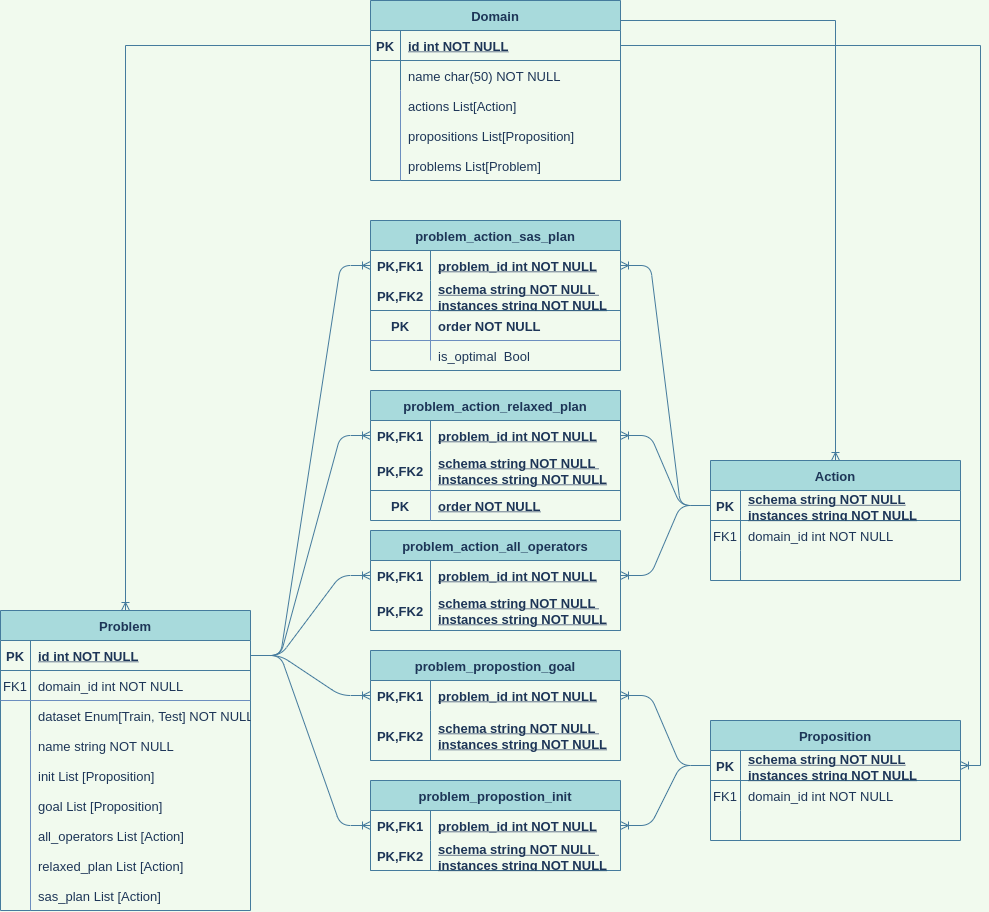 Domain
PK id int NOT NULL
name char(50) NOT NULL
actions List[Action]
propositions List[Proposition]
problems List[Problem]
problem_action_sas_plan
PK,FK1 problem_id int NOT NULL
PK,FK2 schema string NOT NULL
instances string NOT NULL
PK order NOT NULL
is_optimal Bool
problem_action_relaxed_plan
PK,FK1 problem_id int NOT NULL
PK,FK2 schema string NOT NULL
instances string NOT NULL
PK order NOT NULL
Action
PK schema string NOT NULL
instances string NOT NULL
FK1 domain_id int NOT NULL
problem_action_all_operators
PK,FK1 problem_id int NOT NULL
PK,FK2 schema string NOT NULL
instances string NOT NULL
Problem
PK id int NOT NULL
FK1 domain_id int NOT NULL
dataset Enum[Train, Test] NOT NULL
name string NOT NULL
init List [Proposition]
goal List [Proposition]
all_operators List [Action]
relaxed_plan List [Action]
sas_plan List [Action]
problem_propostion_goal
PK,FK1 problem_id int NOT NULL
PK,FK2 schema string NOT NULL
instances string NOT NULL
Proposition
PK schema string NOT NULL
instances string NOT NULL
FK1 domain_id int NOT NULL
problem_propostion_init
PK,FK1 problem_id int NOT NULL
PK,FK2 schema string NOT NULL
instances string NOT NULL